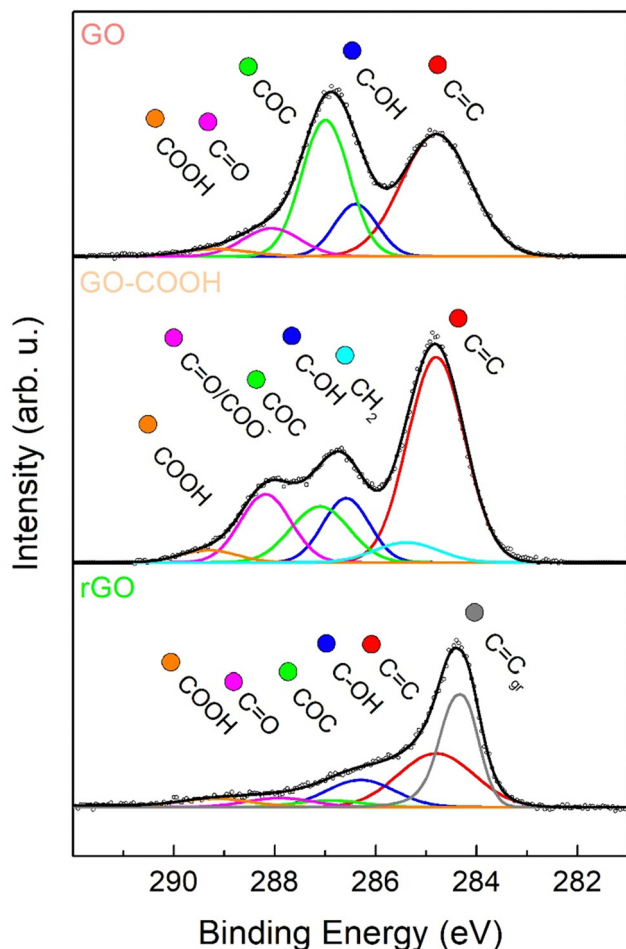 GO
COOH
C=O
COC
C-OH
C=C
GO-COOH
COOH
C=O/COO⁻
COC
C-OH
CH₂
C=C
rGO
COOH
C=O
COC
C-OH
C=C
C=C gr
Intensity (arb. u.)
290 288 286 284 282
Binding Energy (eV)